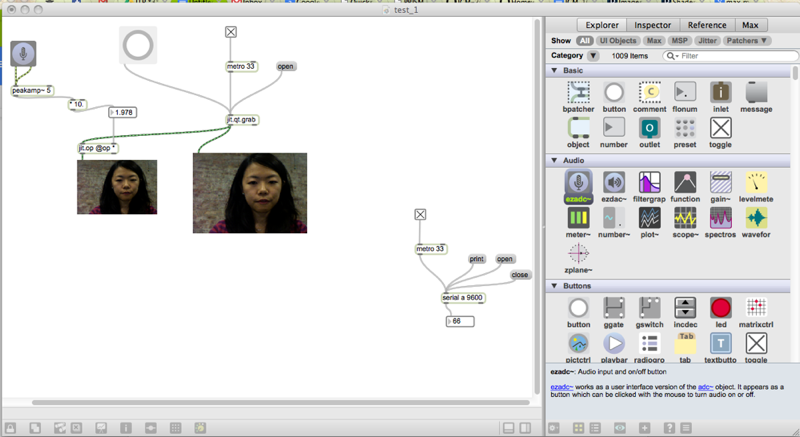 test_1
peakamp~ 5
* 10.
1.978
metro 33
open
jit.qt.grab
jit.op @op *
metro 33
print
open
close
serial a 9600
66
Explorer
Inspector
Reference
Max
Show
All
UI Objects
Max
MSP
Jitter
Patchers
Category
1009 Items
Filter
Basic
bpatcher
button
comment
flonum
inlet
message
object
number
outlet
preset
toggle
Audio
ezadc~
ezdac~
filtergrap
function
gain~
levelmete
meter~
number~
plot~
scope~
spectros
wavefor
zplane~
Buttons
button
ggate
gswitch
incdec
led
matrixctrl
pictctrl
playbar
radiogro
tab
textbutto
toggle
ezadc~: Audio input and on/off button
ezadc~ works as a user interface version of the adc~ object. It appears as a
button which can be clicked with the mouse to turn audio on or off.